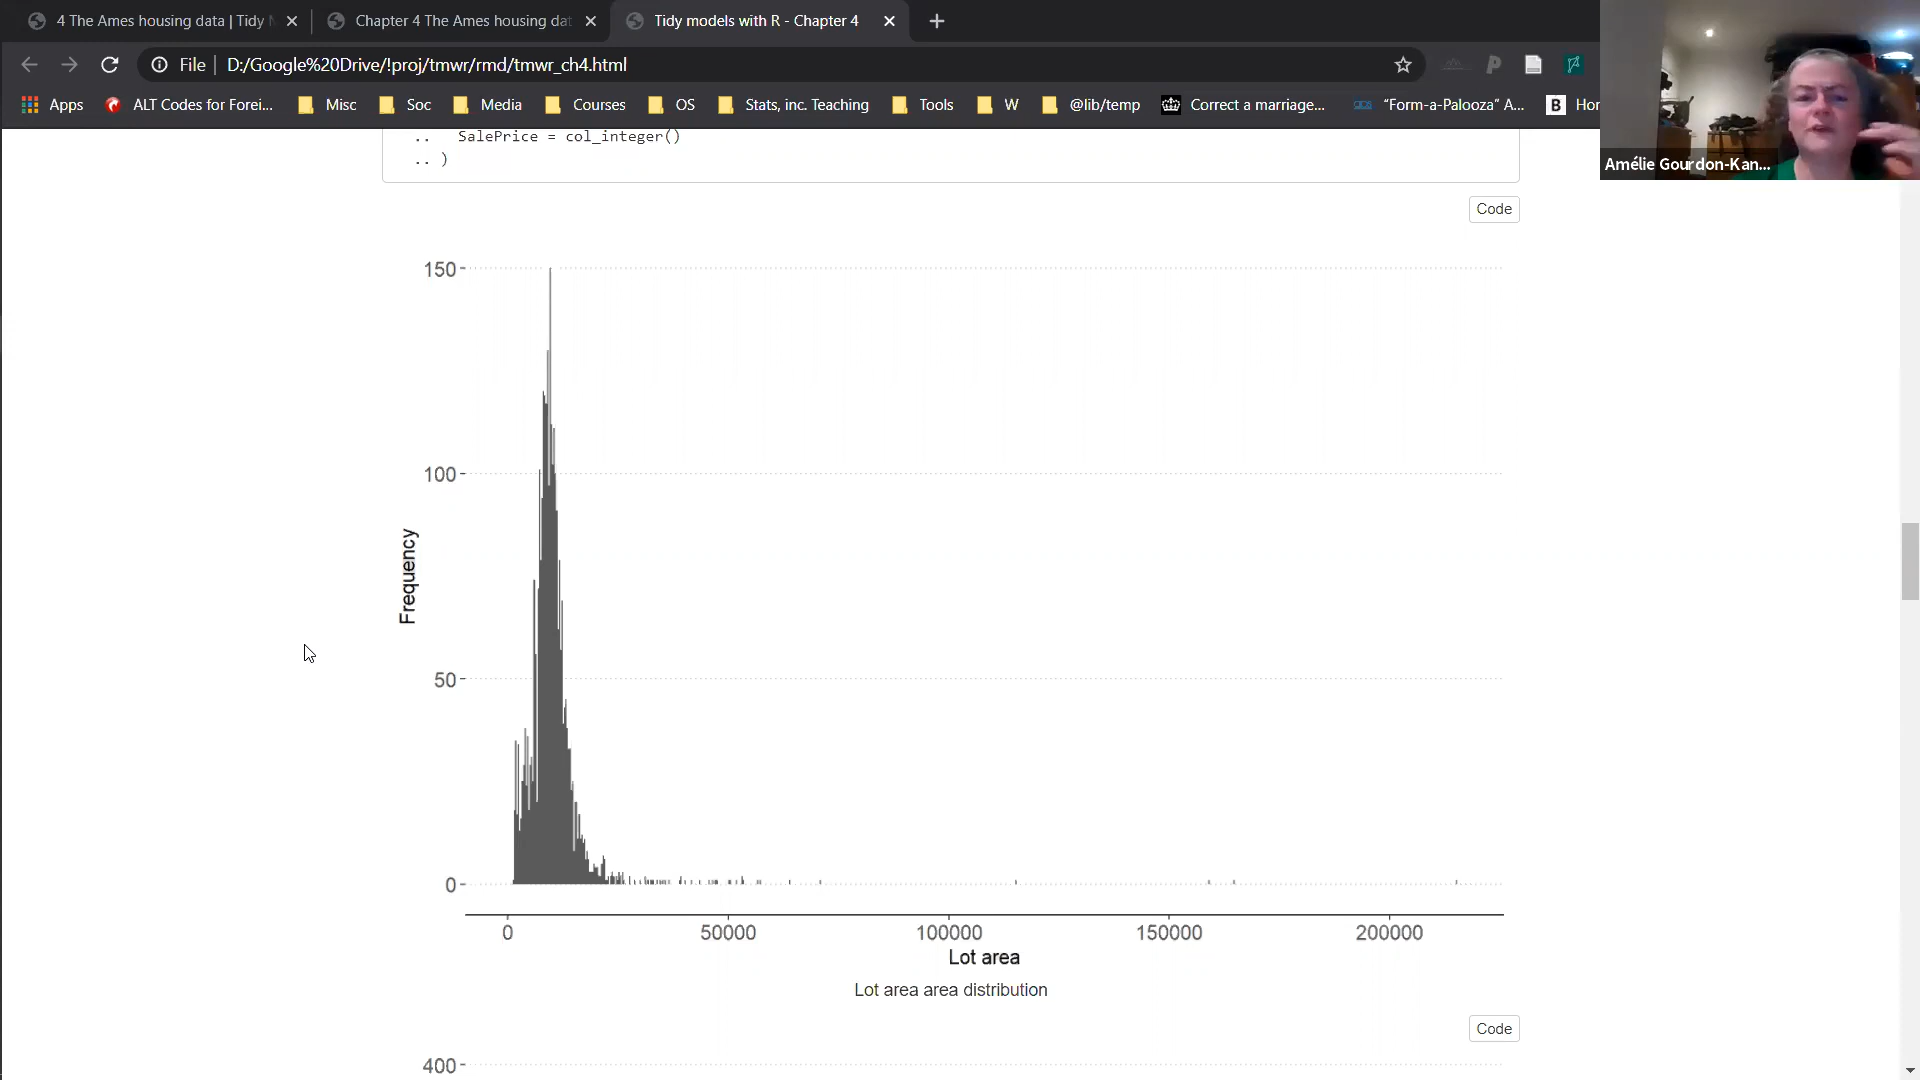 4 The Ames housing data | Tidy
Chapter 4 The Ames housing dat
Tidy models with R - Chapter 4
File
D:/Google%20Drive/!proj/tmwr/rmd/tmwr_ch4.html
Apps
ALT Codes for Forei...
Misc
Soc
Media
Courses
OS
Stats, inc. Teaching
Tools
W
@lib/temp
Correct a marriage...
“Form-a-Palooza” A...
B
Hor
Amélie Gourdon-Kan...
.. SalePrice = col_integer()
.. )
Code
150
100
50
0
Frequency
0 50000 100000 150000 200000
Lot area
Lot area area distribution
Code
400